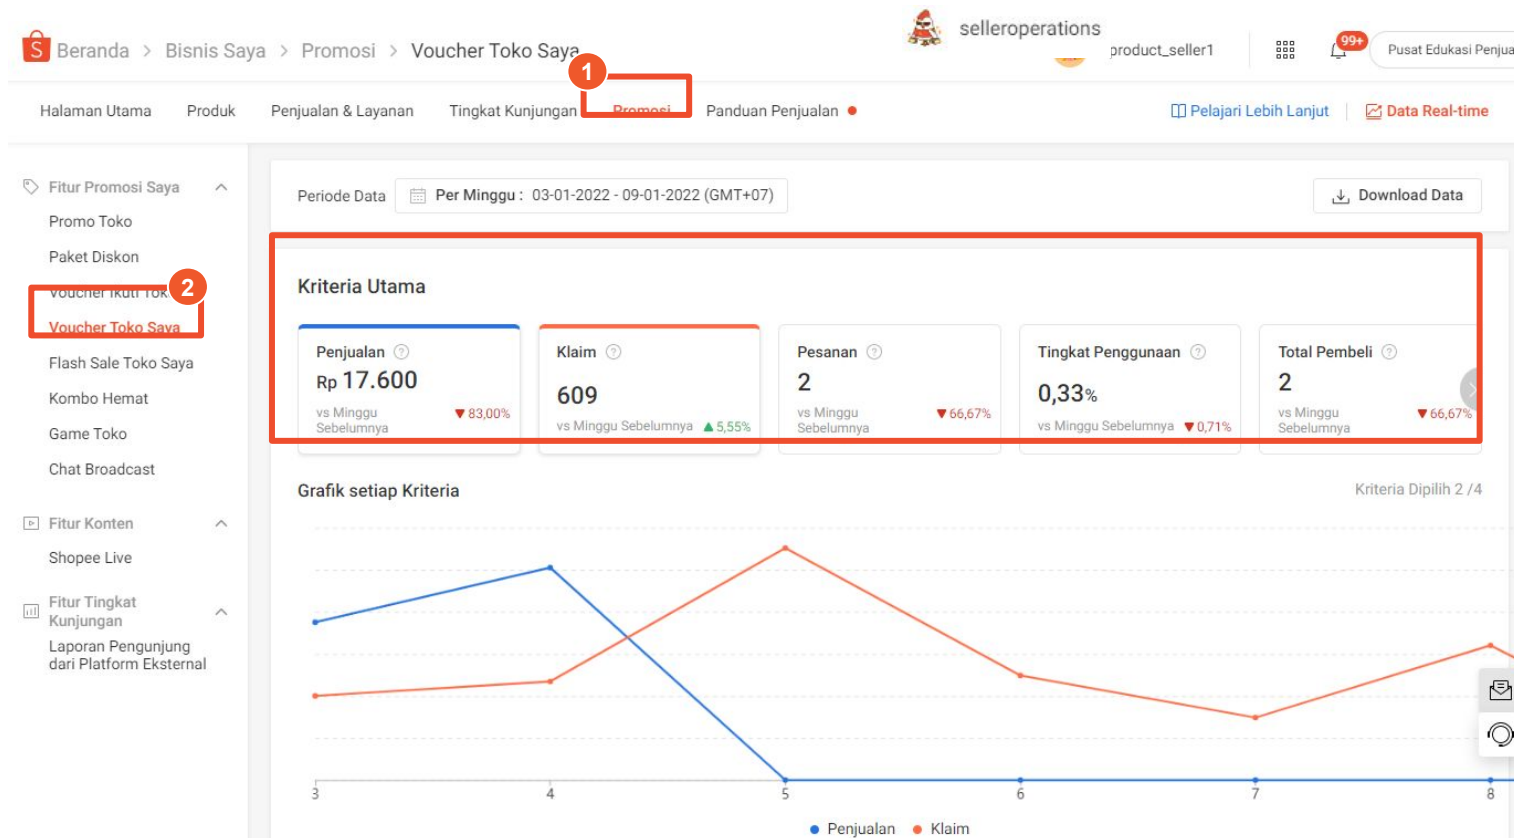 selleroperations
Beranda > Bisnis Saya > Promosi > Voucher Toko Saya
product_seller1
99+
Pusat Edukasi Penjua
1
Halaman Utama Produk Penjualan & Layanan Tingkat Kunjungan Promosi Panduan Penjualan
Pelajari Lebih Lanjut
Data Real-time
Fitur Promosi Saya
Promo Toko
Paket Diskon
Voucher Ikuti Tok
2
Voucher Toko Saya
Flash Sale Toko Saya
Kombo Hemat
Game Toko
Chat Broadcast
Fitur Konten
Shopee Live
Fitur Tingkat
Kunjungan
Laporan Pengunjung
dari Platform Eksternal
Periode Data Per Minggu : 03-01-2022 - 09-01-2022 (GMT+07)
Download Data
Kriteria Utama
Penjualan
Rp 17.600
vs Minggu
Sebelumnya
▼ 83,00%
Klaim
609
vs Minggu Sebelumnya ▲ 5,55%
Pesanan
2
vs Minggu
Sebelumnya
▼ 66,67%
Tingkat Penggunaan
0,33%
vs Minggu Sebelumnya ▼ 0,71%
Total Pembeli
2
vs Minggu
Sebelumnya
▼ 66,67%
Grafik setiap Kriteria
Kriteria Dipilih 2 /4
3 4 5 6 7 8
Penjualan Klaim